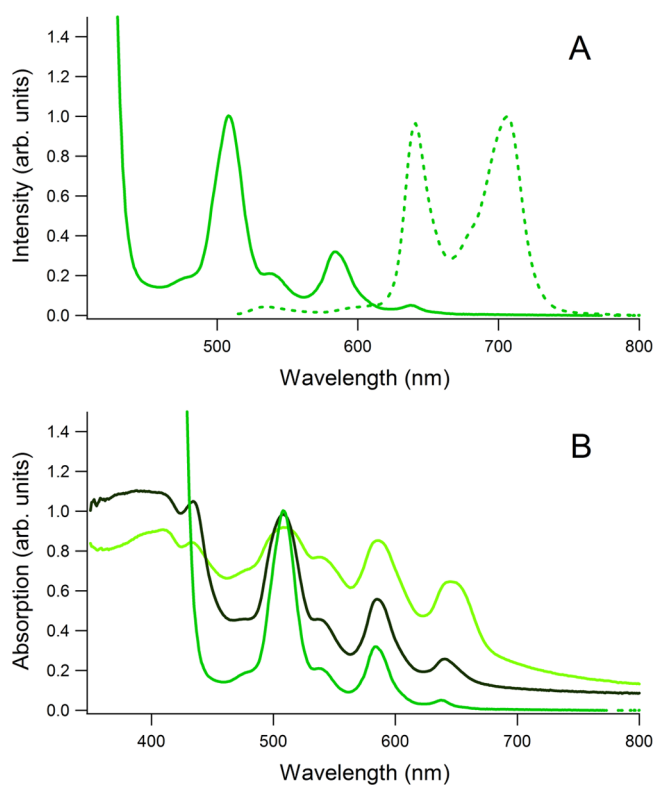 A
Intensity (arb. units)
1.4
1.2
1.0
0.8
0.6
0.4
0.2
0.0
500 600 700 800
Wavelength (nm)
B
Absorption (arb. units)
1.4
1.2
1.0
0.8
0.6
0.4
0.2
0.0
400 500 600 700 800
Wavelength (nm)